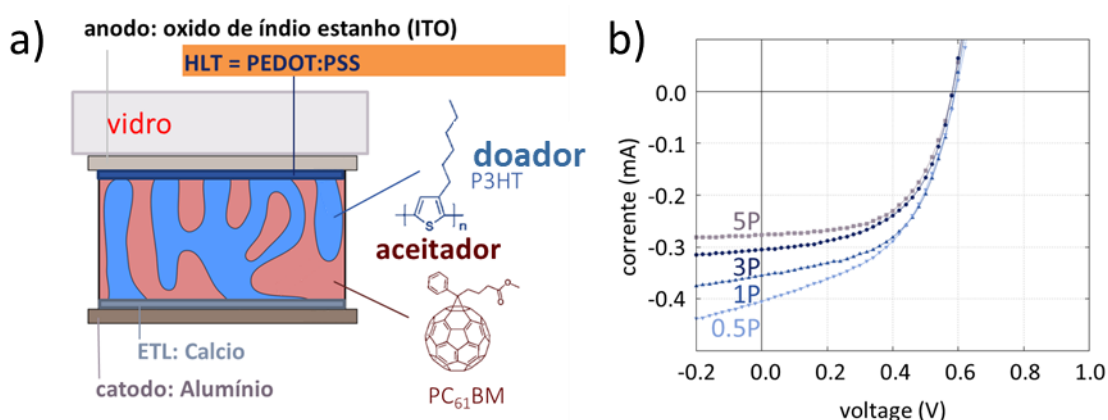 a)
anodo: oxido de índio estanho (ITO)
HLT = PEDOT:PSS
vidro
doador
P3HT
S
n
aceitador
O
O
PC61BM
ETL: Calcio
catodo: Alumínio
b)
corrente (mA)
0.0
-0.1
-0.2
-0.3
-0.4
5P
3P
1P
0.5P
-0.2
0.0
0.2
0.4
0.6
0.8
1.0
voltage (V)